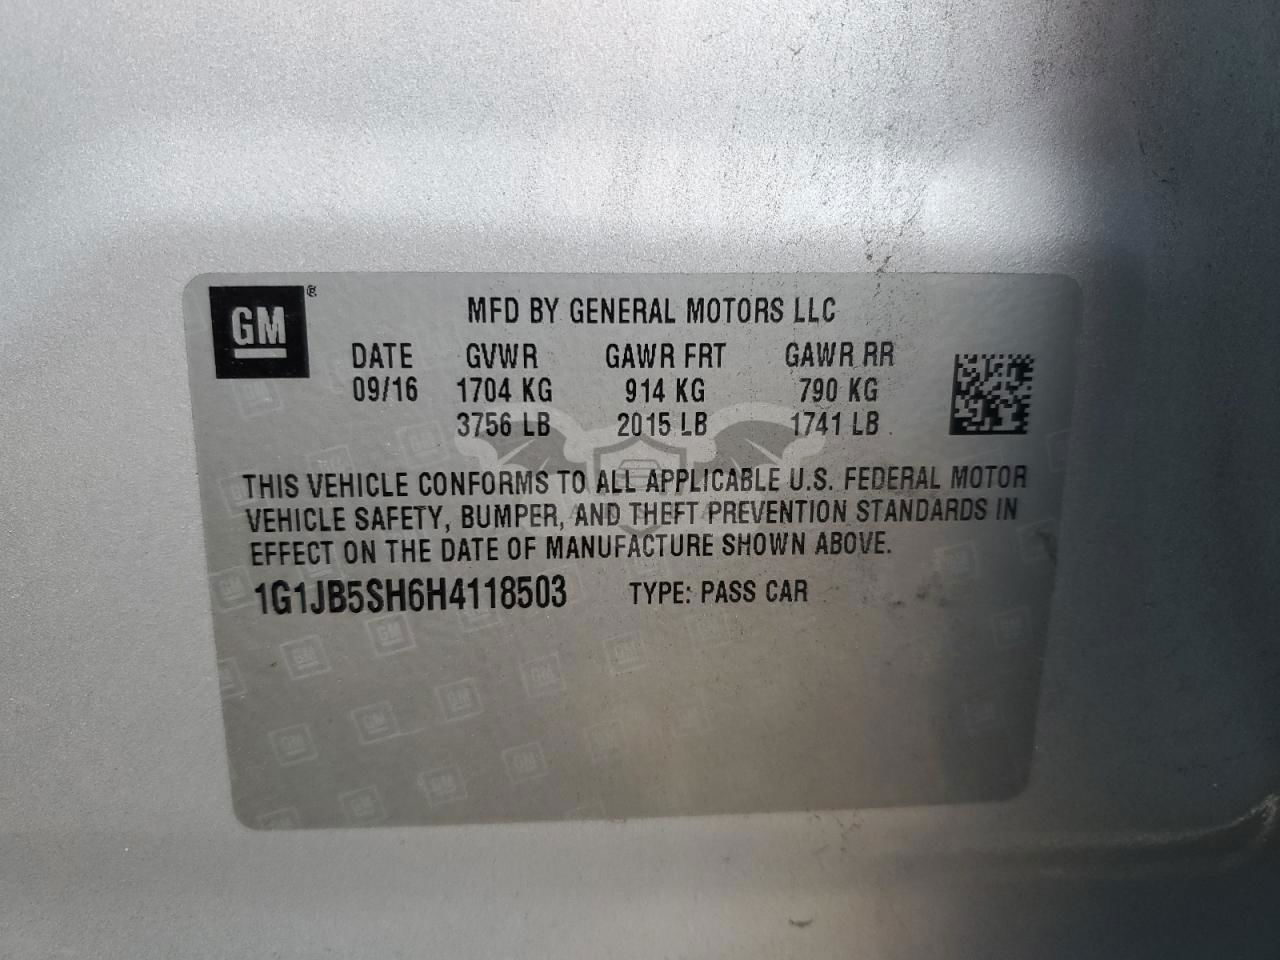 GM
®
MFD BY GENERAL MOTORS LLC
DATE GVWR GAWR FRT GAWR RR
09/16 1704 KG 914 KG 790 KG
3756 LB 2015 LB 1741 LB
THIS VEHICLE CONFORMS TO ALL APPLICABLE U.S. FEDERAL MOTOR
VEHICLE SAFETY, BUMPER, AND THEFT PREVENTION STANDARDS IN
EFFECT ON THE DATE OF MANUFACTURE SHOWN ABOVE.
1G1JB5SH6H4118503 TYPE: PASS CAR